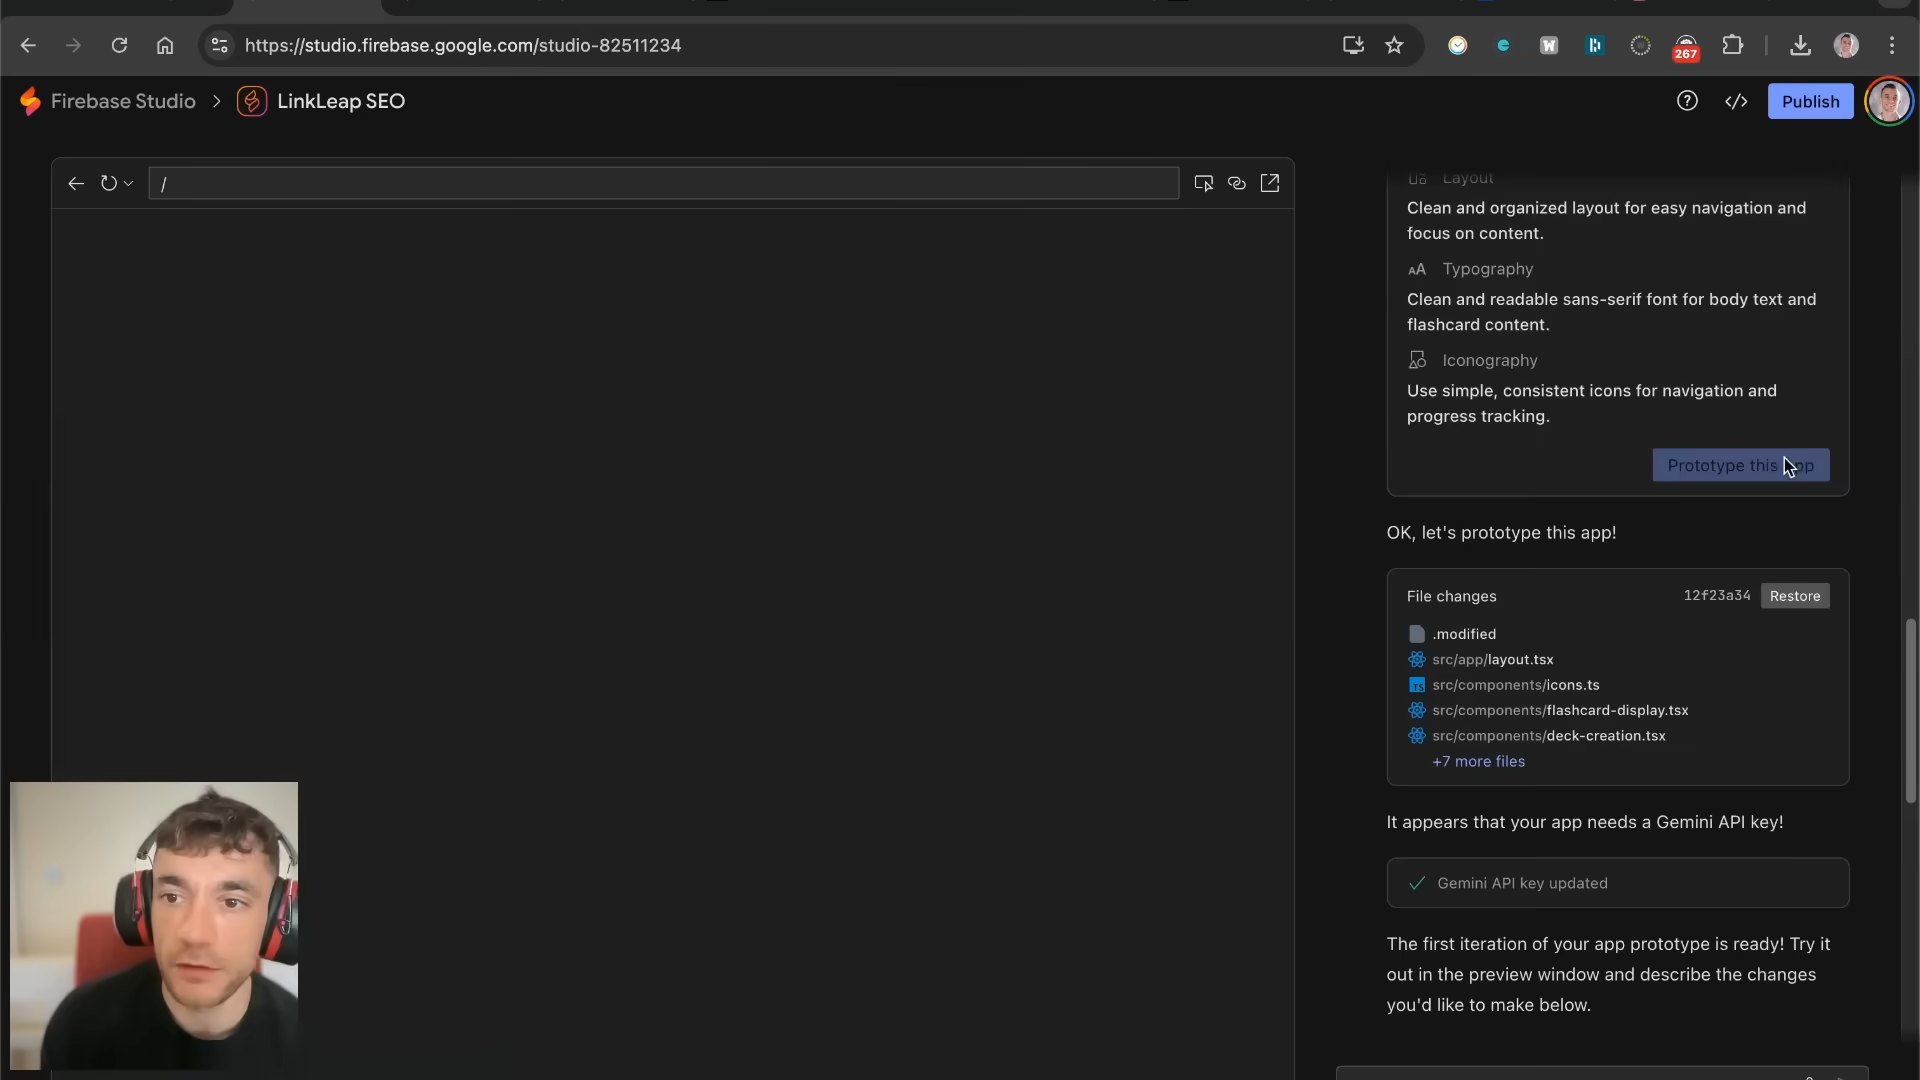 https://studio.firebase.google.com/studio-82511234
W
267
Firebase Studio > LinkLeap SEO
</> Publish
/
Layout
Clean and organized layout for easy navigation and
focus on content.
AA Typography
Clean and readable sans-serif font for body text and
flashcard content.
Iconography
Use simple, consistent icons for navigation and
progress tracking.
Prototype this app
OK, let's prototype this app!
File changes 12f23a34 Restore
.modified
src/app/layout.tsx
TS src/components/icons.ts
src/components/flashcard-display.tsx
src/components/deck-creation.tsx
+7 more files
It appears that your app needs a Gemini API key!
Gemini API key updated
The first iteration of your app prototype is ready! Try it
out in the preview window and describe the changes
you'd like to make below.